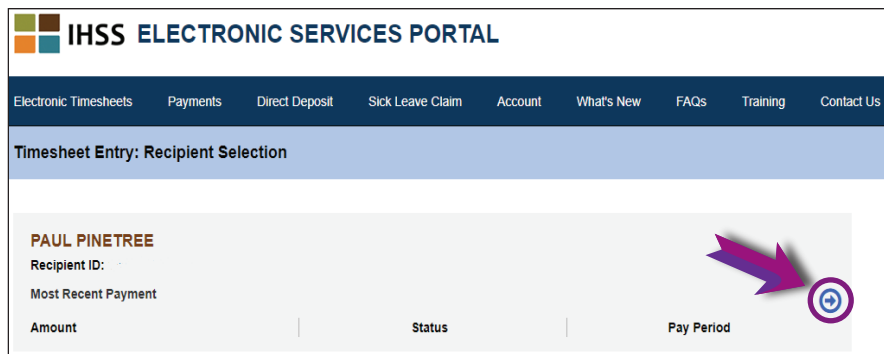 IHSS ELECTRONIC SERVICES PORTAL
Electronic Timesheets Payments Direct Deposit Sick Leave Claim Account What's New FAQs Training Contact Us
Timesheet Entry: Recipient Selection
PAUL PINETREE
Recipient ID:
Most Recent Payment
Amount Status Pay Period